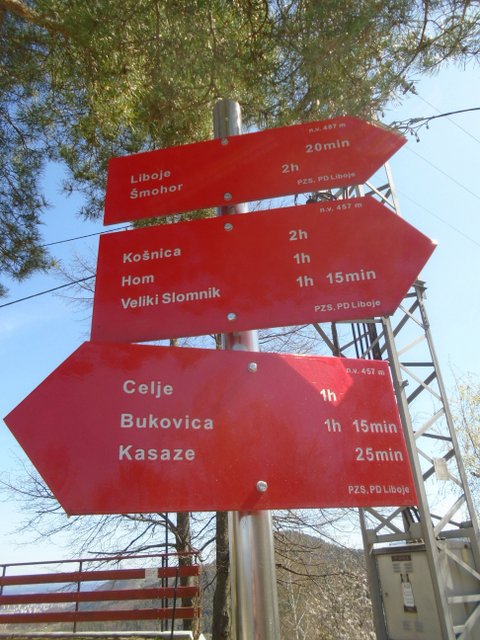 n.v. 457 m
Liboje 20min
Šmohor 2h
PZS, PD Liboje
n.v. 457 m
Košnica 2h
Hom 1h
Veliki Slomnik 1h 15min
PZS, PD Liboje
n.v. 457 m
Celje 1h
Bukovica 1h 15min
Kasaze 25min
PZS, PD Liboje